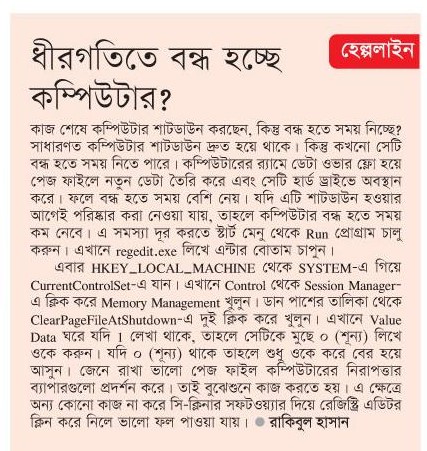 ধীরগতিতে বন্ধ হচ্ছে
হেল্পলাইন
কম্পিউটার?
কাজ শেষে কম্পিউটার শাটডাউন করছেন, কিন্তু বন্ধ হতে সময় নিচ্ছে?
সাধারণত কম্পিউটার শাটডাউন দ্রুত হয়ে থাকে। কিন্তু কখনো সেটি
বন্ধ হতে সময় নিতে পারে। কম্পিউটারের র‍্যামে ডেটা ওভার ফ্লো হয়ে
পেজ ফাইলে নতুন ডেটা তৈরি করে এবং সেটি হার্ড ড্রাইভে অবস্থান
করে। ফলে বন্ধ হতে সময় বেশি নেয়। যদি এটি শাটডাউন হওয়ার
আগেই পরিষ্কার করা নেওয়া যায়, তাহলে কম্পিউটার বন্ধ হতে সময়
কম নেবে। এ সমস্যা দূর করতে স্টার্ট মেনু থেকে Run প্রোগ্রাম চালু
করুন। এখানে regedit.exe লিখে এন্টার বোতাম চাপুন।
এবার HKEY_LOCAL_MACHINE থেকে SYSTEM-এ গিয়ে
CurrentControlSet-এ যান। এখানে Control থেকে Session Manager-
এ ক্লিক করে Memory Management খুলুন। ডান পাশের তালিকা থেকে
ClearPageFileAtShutdown-এ দুই ক্লিক করে খুলুন। এখানে Value
Data ঘরে যদি 1 লেখা থাকে, তাহলে সেটিকে মুছে ০ (শূন্য) লিখে
ওকে করুন। যদি ০ (শূন্য) থাকে তাহলে শুধু ওকে করে বের হয়ে
আসুন। জেনে রাখা ভালো পেজ ফাইল কম্পিউটারের নিরাপত্তার
ব্যাপারগুলো প্রদর্শন করে। তাই বুঝেশুনে কাজ করতে হয়। এ ক্ষেত্রে
অন্য কোনো কাজ না করে সি-ক্লিনার সফটওয়্যার দিয়ে রেজিস্ট্রি এডিটর
ক্লিন করে নিলে ভালো ফল পাওয়া যায়। ● রাকিবুল হাসান